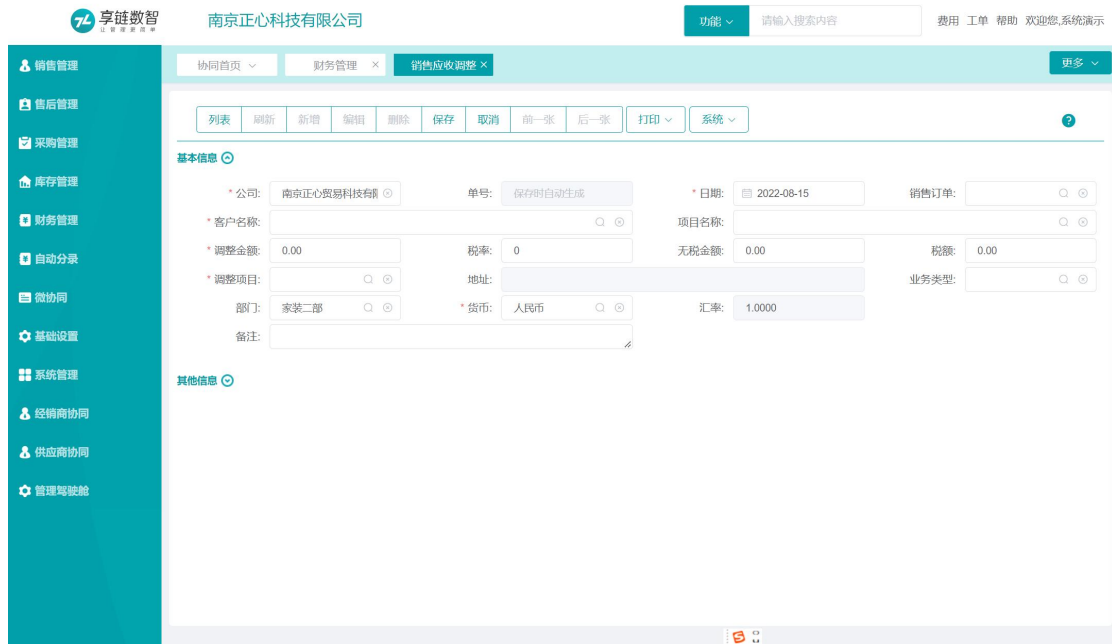 享链数智 南京正心科技有限公司 功能 请输入搜索内容 费用 工单 帮助 欢迎您,系统演示
让管理更简单
销售管理 协同首页 财务管理 × 销售应收调整 × 更多
售后管理
列表 刷新 新增 编辑 删除 保存 取消 前一张 后一张 打印 系统 ?
采购管理
基本信息
库存管理
* 公司: 南京正心贸易科技有限 单号: 保存时自动生成 * 日期: 2022-08-15 销售订单:
财务管理
* 客户名称: 项目名称:
* 调整金额: 0.00 税率: 0 无税金额: 0.00 税额: 0.00
自动分录
* 调整项目: 地址: 业务类型:
微协同
部门: 家装二部 * 货币: 人民币 汇率: 1.0000
基础设置
备注:
系统管理
其他信息
经销商协同
供应商协同
管理驾驶舱